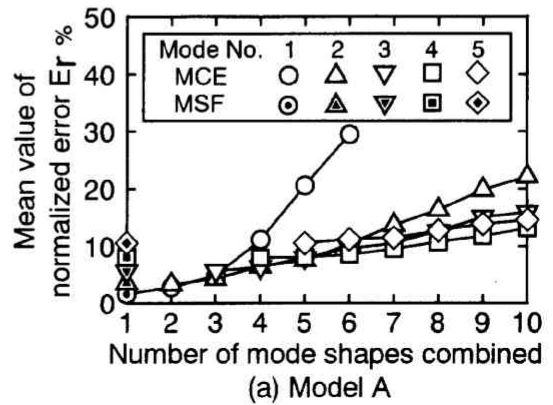 Mean value of
normalized error Er %
50
40
30
20
10
0
Mode No. 1 2 3 4 5
MCE
MSF
1 2 3 4 5 6 7 8 9 10
Number of mode shapes combined
(a) Model A